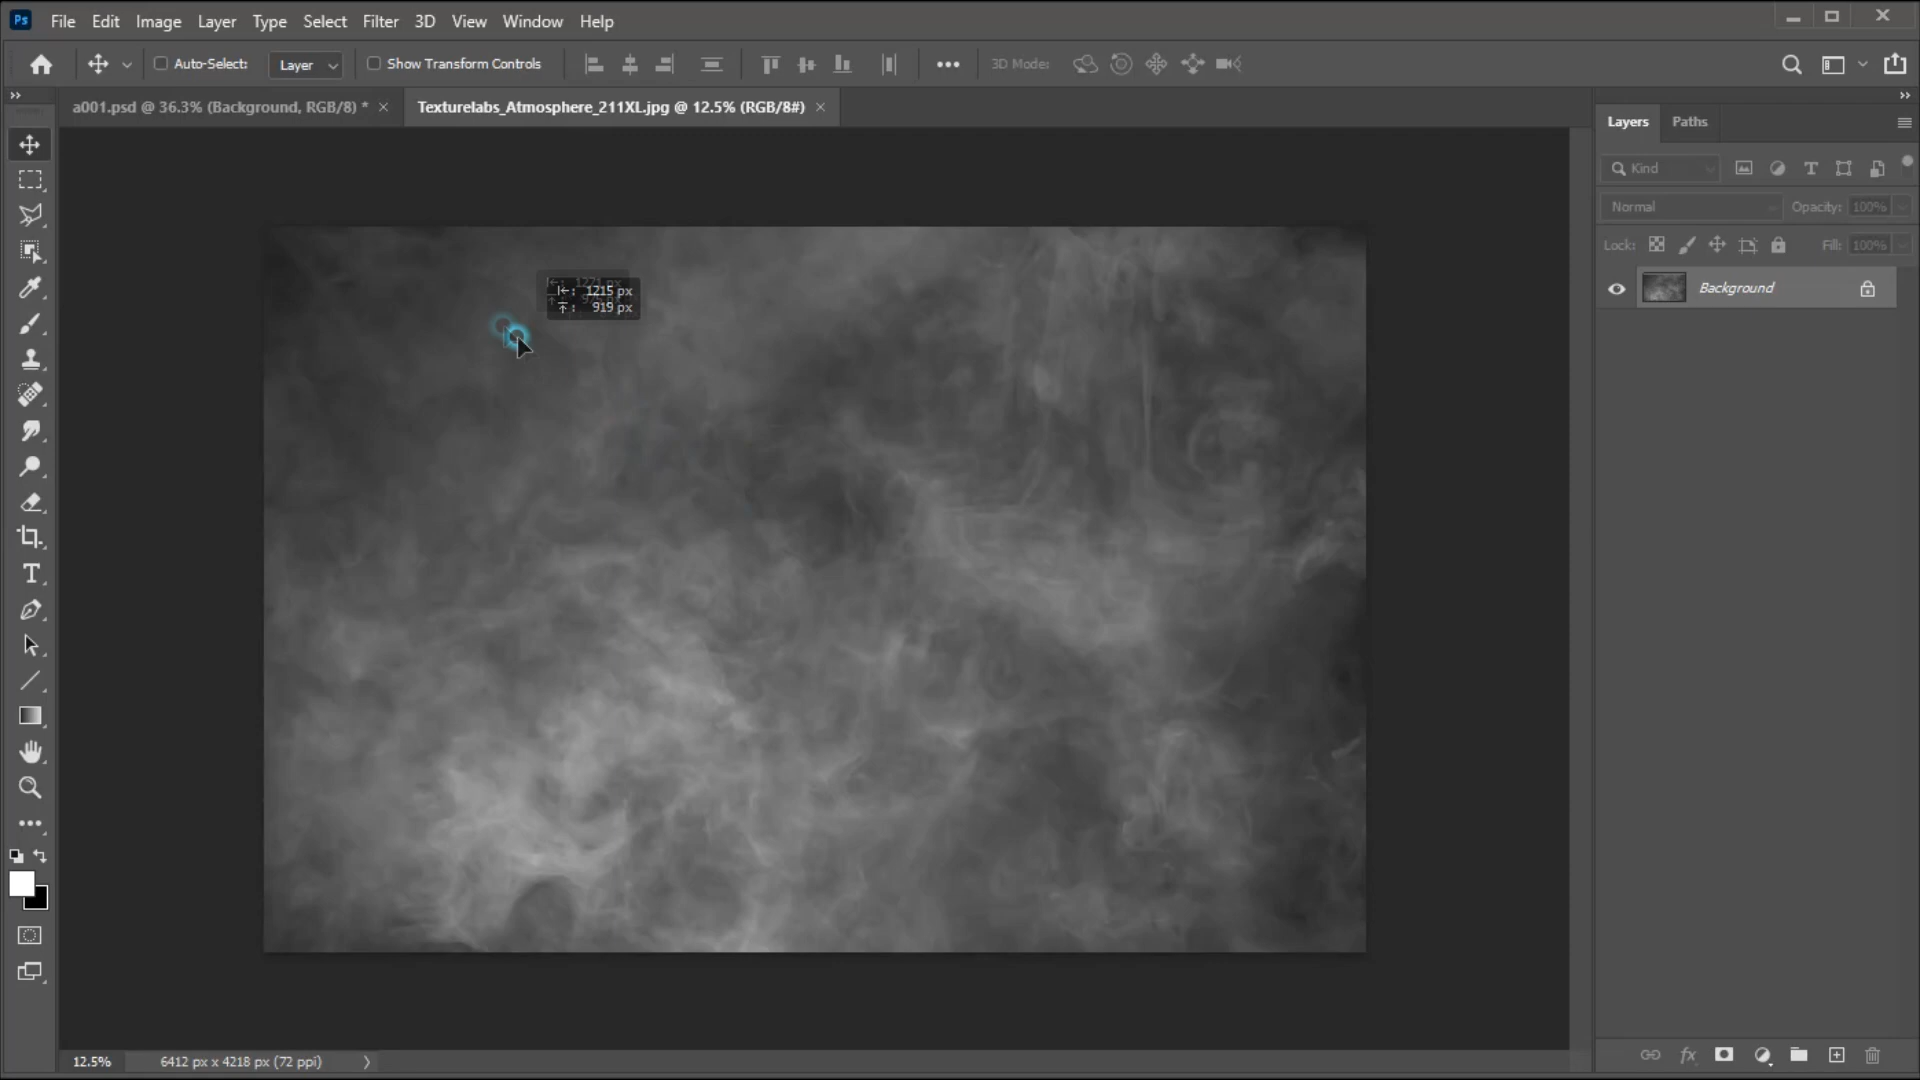 Ps File Edit Image Layer Type Select Filter 3D View Window Help
Auto-Select: Layer Show Transform Controls 3D Mode:
a001.psd @ 36.3% (Background, RGB/8) * Texturelabs_Atmosphere_211XL.jpg @ 12.5% (RGB/8#)
Layers Paths
Kind
Normal Opacity: 100%
Lock: Fill: 100%
Background
1215 px
919 px
12.5% 6412 px x 4218 px (72 ppi)